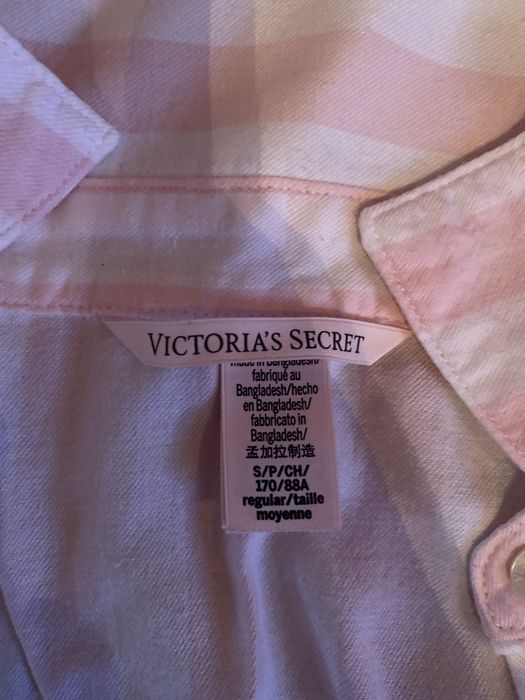 VICTORIA'S SECRET
Made in Bangladesh/
fabriqué au
Bangladesh/hecho
en Bangladesh/
fabbricato in
Bangladesh/
孟加拉制造
S/P/CH/
170/88A
regular/taille
moyenne